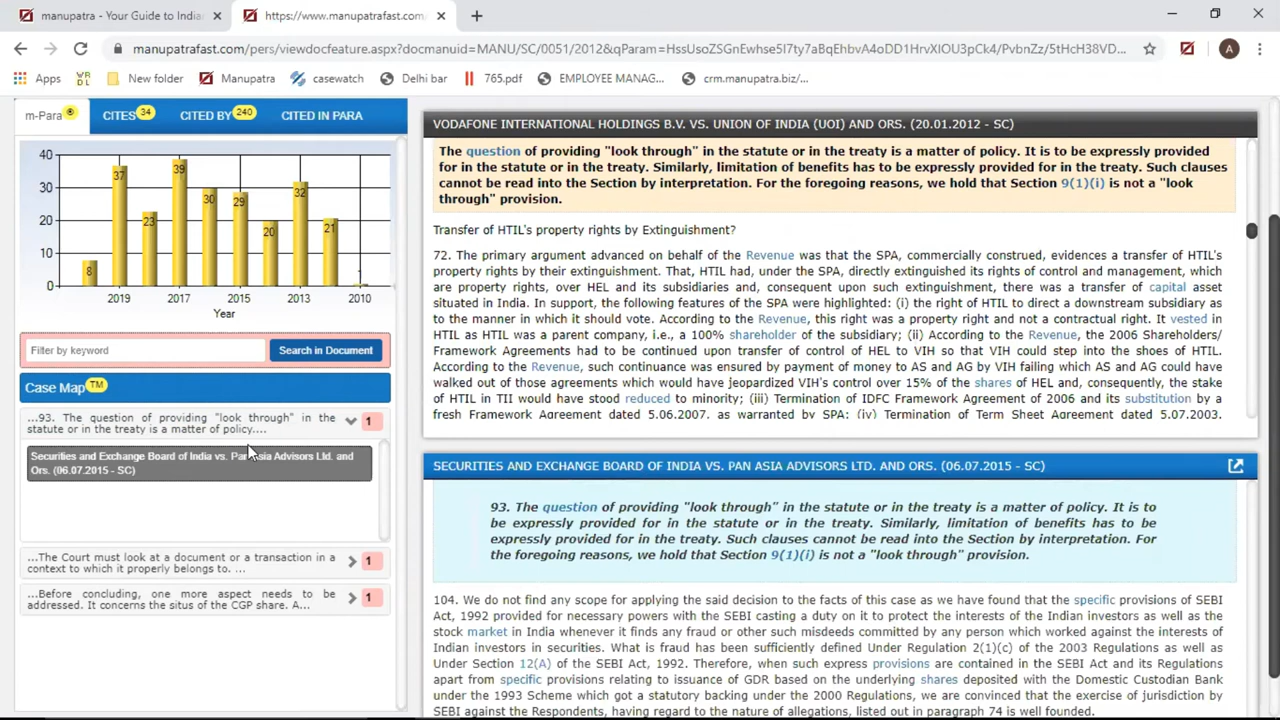 manupatra - Your Guide to Indian
https://www.manupatrafast.com/
manupatrafast.com/pers/viewdocfeature.aspx?docmanuid=MANU/SC/0051/2012&qParam=HssUsoZSGnEwhse5I7ty7aBqEhbvA4oDD1HrvXIOU3pCk4/PvbnZz/5tHcH38VD...
A
Apps
WR
DL
New folder
Manupatra
casewatch
Delhi bar
765.pdf
EMPLOYEE MANAG...
crm.manupatra.biz/...
m-Para
CITES 34
CITED BY 240
CITED IN PARA
40
30
20
10
0
8
37
23
39
30
29
20
32
21
1
2019 2017 2015 2013 2010
Year
Filter by keyword
Search in Document
Case Map TM
...93. The question of providing "look through" in the
statute or in the treaty is a matter of policy....
1
Securities and Exchange Board of India vs. Pan Asia Advisors Ltd. and
Ors. (06.07.2015 - SC)
...The Court must look at a document or a transaction in a
context to which it properly belongs to. ...
1
...Before concluding, one more aspect needs to be
addressed. It concerns the situs of the CGP share. A...
1
VODAFONE INTERNATIONAL HOLDINGS B.V. VS. UNION OF INDIA (UOI) AND ORS. (20.01.2012 - SC)
The question of providing "look through" in the statute or in the treaty is a matter of policy. It is to be expressly provided
for in the statute or in the treaty. Similarly, limitation of benefits has to be expressly provided for in the treaty. Such clauses
cannot be read into the Section by interpretation. For the foregoing reasons, we hold that Section 9(1)(i) is not a "look
through" provision.
Transfer of HTIL's property rights by Extinguishment?
72. The primary argument advanced on behalf of the Revenue was that the SPA, commercially construed, evidences a transfer of HTIL's
property rights by their extinguishment. That, HTIL had, under the SPA, directly extinguished its rights of control and management, which
are property rights, over HEL and its subsidiaries and, consequent upon such extinguishment, there was a transfer of capital asset
situated in India. In support, the following features of the SPA were highlighted: (i) the right of HTIL to direct a downstream subsidiary as
to the manner in which it should vote. According to the Revenue, this right was a property right and not a contractual right. It vested in
HTIL as HTIL was a parent company, i.e., a 100% shareholder of the subsidiary; (ii) According to the Revenue, the 2006 Shareholders/
Framework Agreements had to be continued upon transfer of control of HEL to VIH so that VIH could step into the shoes of HTIL.
According to the Revenue, such continuance was ensured by payment of money to AS and AG by VIH failing which AS and AG could have
walked out of those agreements which would have jeopardized VIH's control over 15% of the shares of HEL and, consequently, the stake
of HTIL in TII would have stood reduced to minority; (iii) Termination of IDFC Framework Agreement of 2006 and its substitution by a
fresh Framework Agreement dated 5.06.2007. as warranted by SPA: (iv) Termination of Term Sheet Agreement dated 5.07.2003.
SECURITIES AND EXCHANGE BOARD OF INDIA VS. PAN ASIA ADVISORS LTD. AND ORS. (06.07.2015 - SC)
93. The question of providing "look through" in the statute or in the treaty is a matter of policy. It is to
be expressly provided for in the statute or in the treaty. Similarly, limitation of benefits has to be
expressly provided for in the treaty. Such clauses cannot be read into the Section by interpretation. For
the foregoing reasons, we hold that Section 9(1)(i) is not a "look through" provision.
104. We do not find any scope for applying the said decision to the facts of this case as we have found that the specific provisions of SEBI
Act, 1992 provided for necessary powers with the SEBI casting a duty on it to protect the interests of the Indian investors as well as the
stock market in India whenever it finds any fraud or other such misdeeds committed by any person which worked against the interests of
Indian investors in securities. What is fraud has been sufficiently defined Under Regulation 2(1)(c) of the 2003 Regulations as well as
Under Section 12(A) of the SEBI Act, 1992. Therefore, when such express provisions are contained in the SEBI Act and its Regulations
apart from specific provisions relating to issuance of GDR based on the underlying shares deposited with the Domestic Custodian Bank
under the 1993 Scheme which got a statutory backing under the 2000 Regulations, we are convinced that the exercise of jurisdiction by
SEBI against the Respondents, having regard to the nature of allegations, listed out in paragraph 74 is well founded.